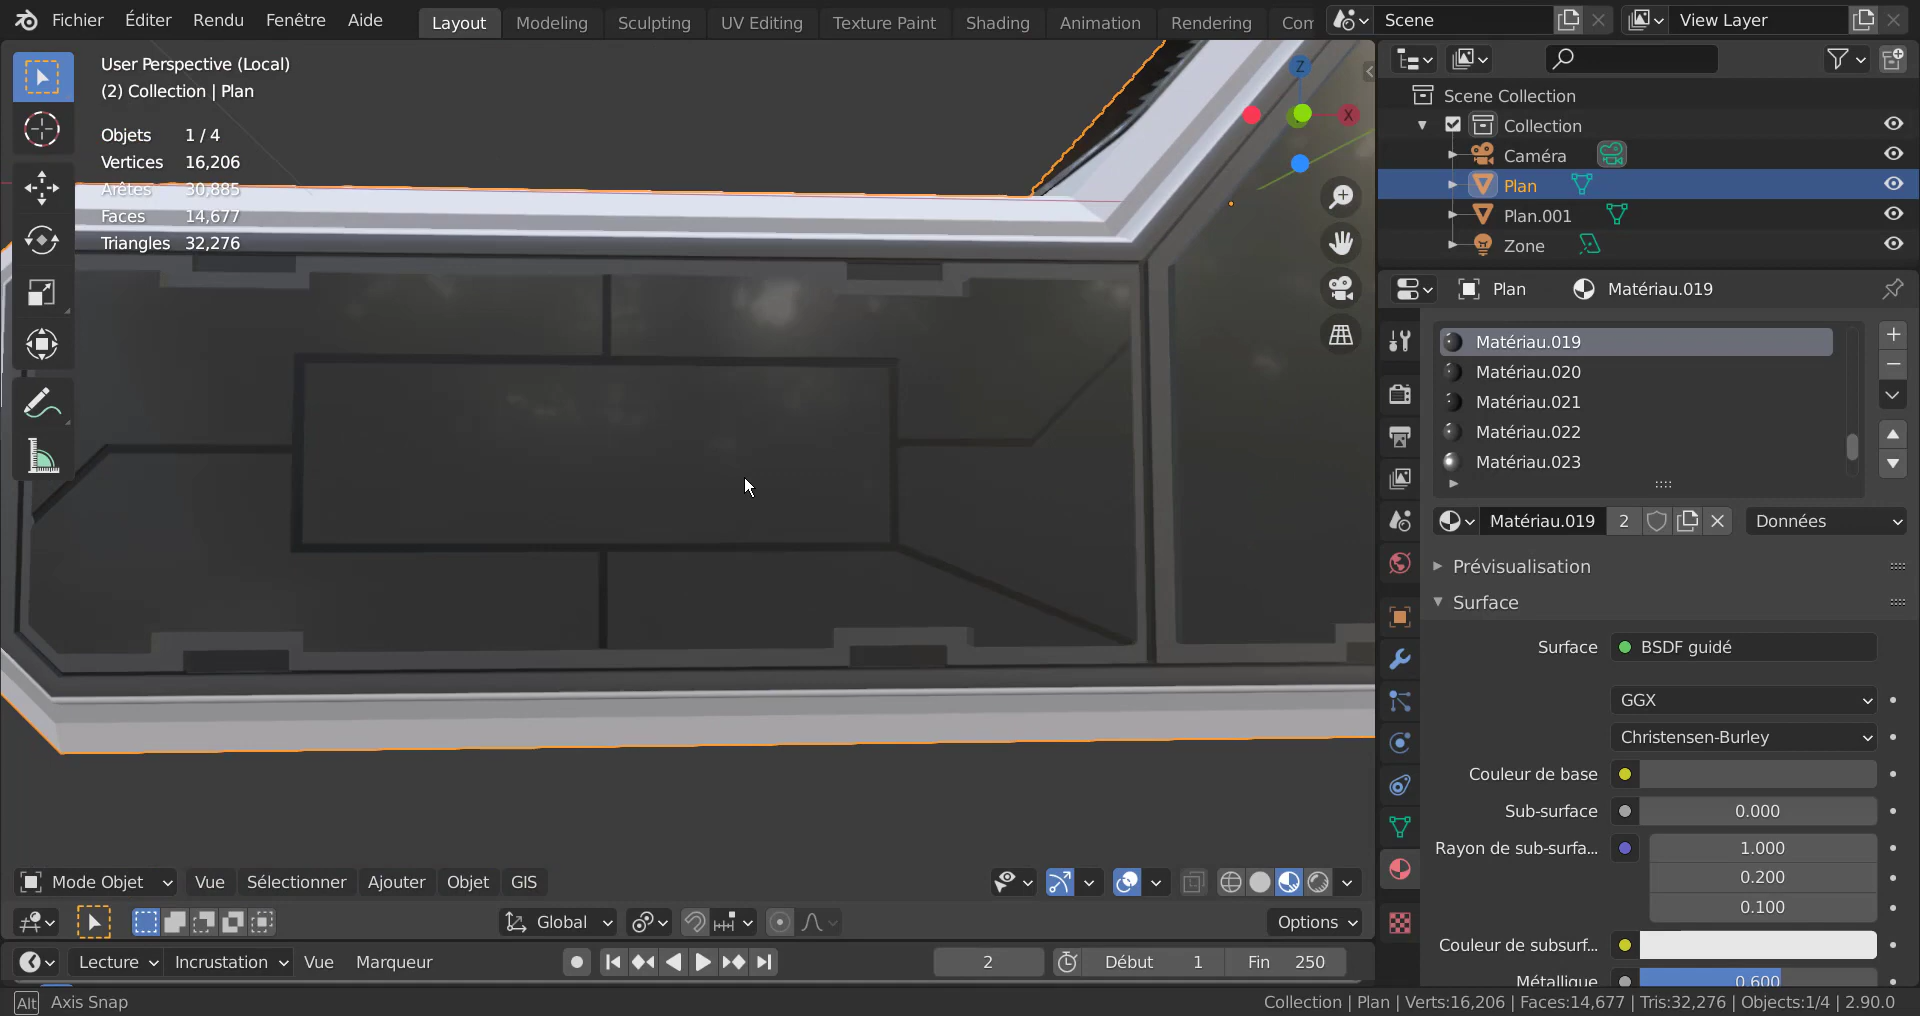 Fichier Éditer Rendu Fenêtre Aide Layout Modeling Sculpting UV Editing Texture Paint Shading Animation Rendering Con Scene View Layer
User Perspective (Local)
(2) Collection | Plan
Objets 1 / 4
Vertices 16,206
Arêtes 30,885
Faces 14,677
Triangles 32,276
Z
X
Scene Collection
Collection
Caméra
Plan
Plan.001
Zone
Plan Matériau.019
Matériau.019
Matériau.020
Matériau.021
Matériau.022
Matériau.023
Matériau.019 2 Données
Prévisualisation
Surface
Surface BSDF guidé
GGX
Christensen-Burley
Couleur de base
Sub-surface 0.000
Rayon de sub-surfa... 1.000
0.200
0.100
Couleur de subsurf...
Métallique 0.600
Mode Objet Vue Sélectionner Ajouter Objet GIS
Global Options
Lecture Incrustation Vue Marqueur 2 Début 1 Fin 250
Alt Axis Snap Collection | Plan | Verts:16,206 | Faces:14,677 | Tris:32,276 | Objects:1/4 | 2.90.0